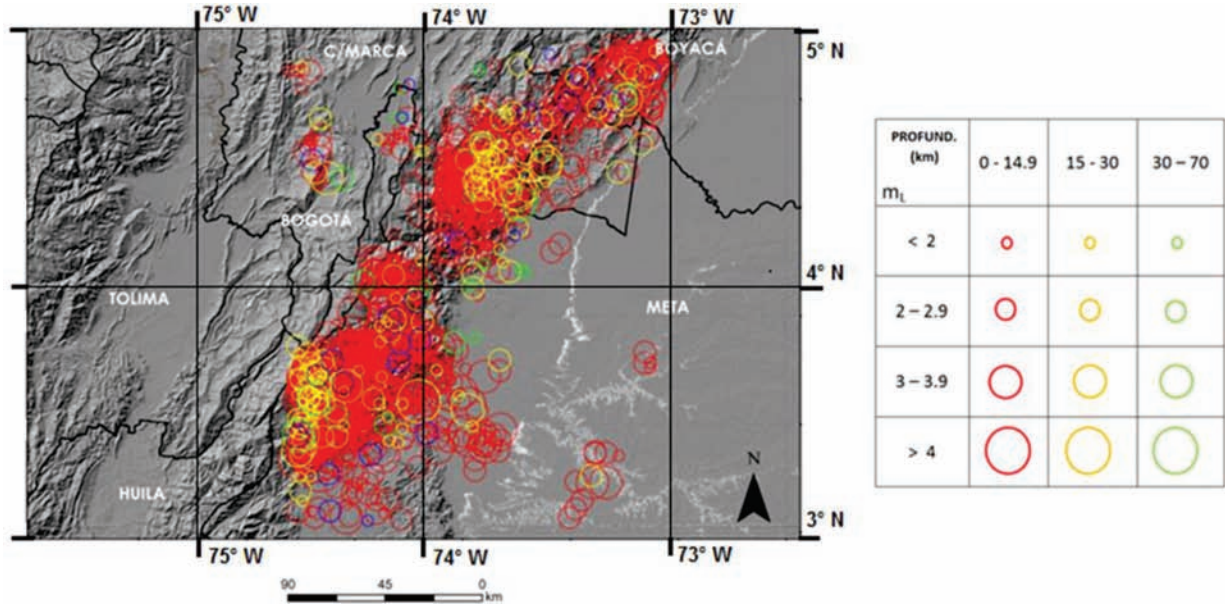 75° W 74° W 73° W
C/MARCA BOYACÁ 5° N
BOGOTÁ
TOLIMA META 4° N
HUILA N
3° N
75° W 74° W 73° W
90 45 0
km
PROFUND.
(km)
mL
0 - 14.9 15 - 30 30 – 70
< 2
2 – 2.9
3 – 3.9
> 4